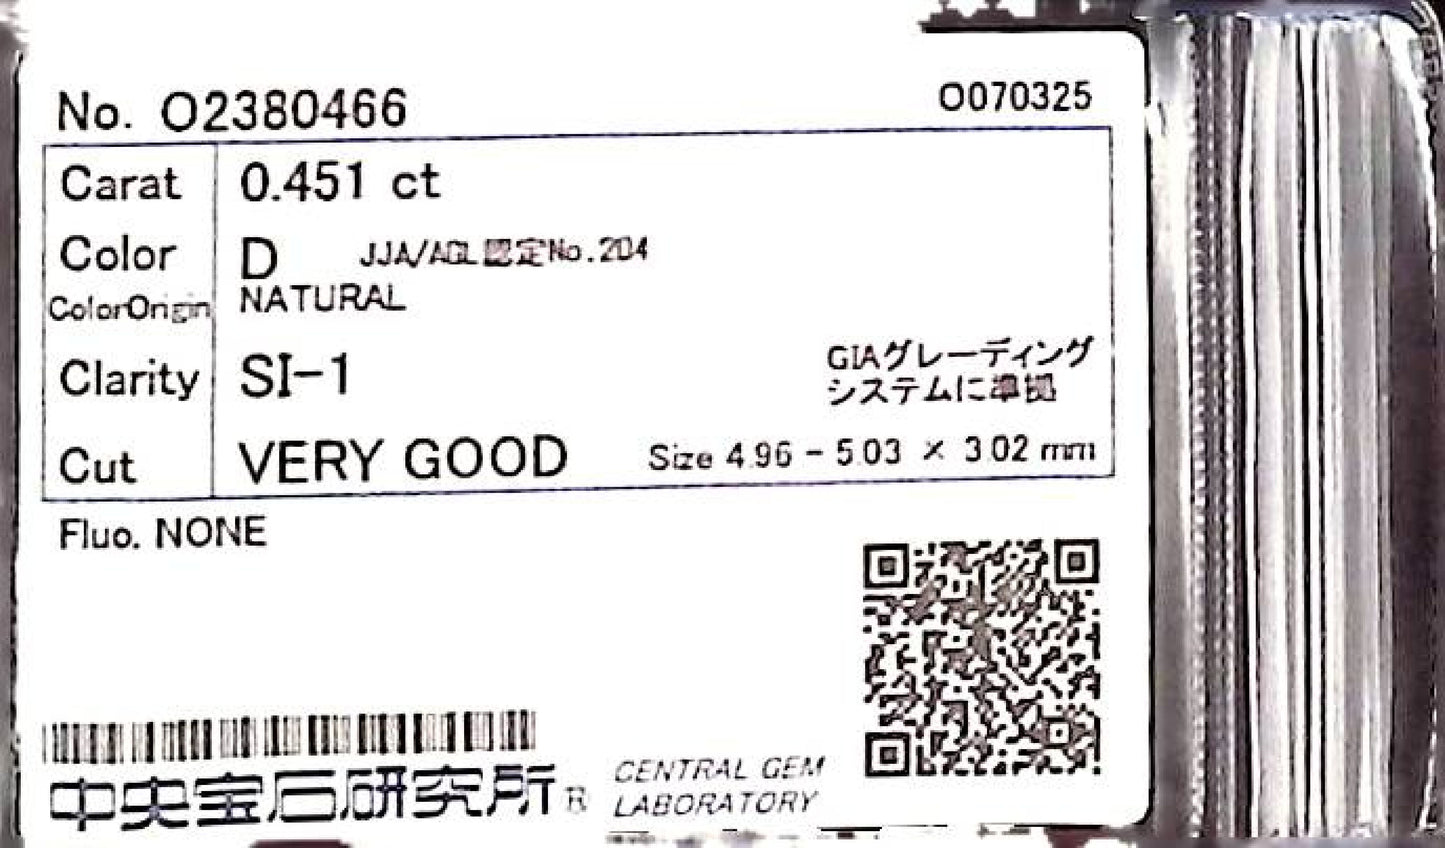 No. O2380466 O070325
Carat 0.451 ct
Color D JJA/AGL認定No.204
ColorOrigin NATURAL
Clarity SI-1 GIAグレーディング
システムに準拠
Cut VERY GOOD Size 4.96 - 5.03 × 3.02 mm
Fluo. NONE
中央宝石研究所® CENTRAL GEM
LABORATORY